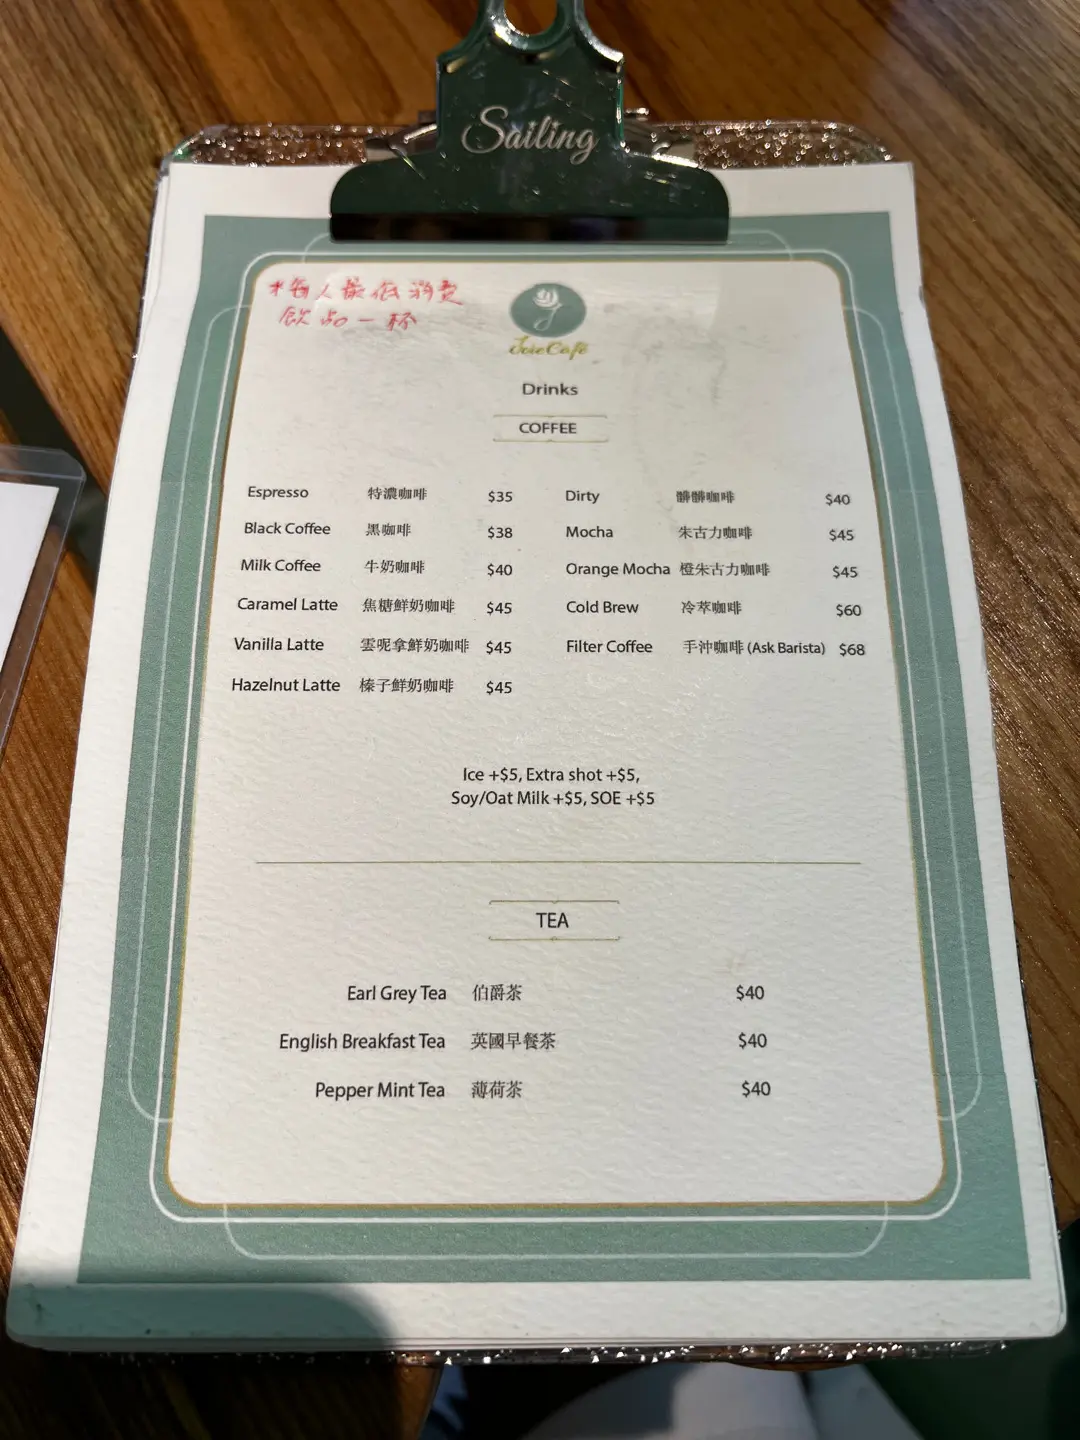 Sailing
*每人最低消費
飲品一杯
Joie Café
Drinks
COFFEE
Espresso 特濃咖啡 $35
Black Coffee 黑咖啡 $38
Milk Coffee 牛奶咖啡 $40
Caramel Latte 焦糖鮮奶咖啡 $45
Vanilla Latte 雲呢拿鮮奶咖啡 $45
Hazelnut Latte 榛子鮮奶咖啡 $45
Dirty 髒髒咖啡 $40
Mocha 朱古力咖啡 $45
Orange Mocha 橙朱古力咖啡 $45
Cold Brew 冷萃咖啡 $60
Filter Coffee 手沖咖啡 (Ask Barista) $68
Ice +$5, Extra shot +$5,
Soy/Oat Milk +$5, SOE +$5
TEA
Earl Grey Tea 伯爵茶 $40
English Breakfast Tea 英國早餐茶 $40
Pepper Mint Tea 薄荷茶 $40